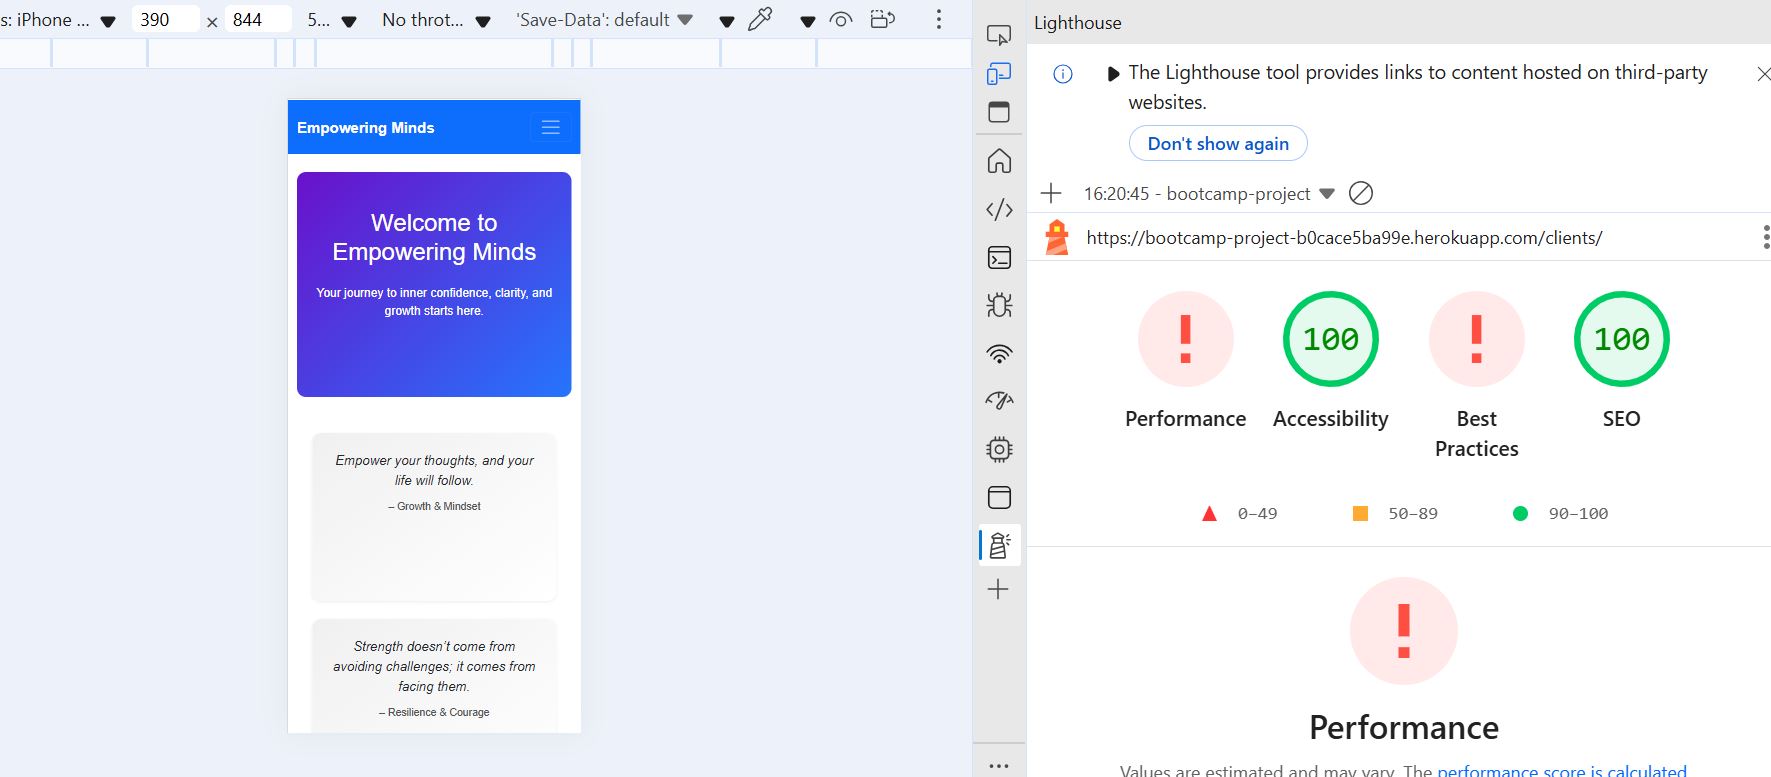 s: iPhone ...
390 × 844
5...
No throt...
'Save-Data': default
Empowering Minds
Welcome to
Empowering Minds
Your journey to inner confidence, clarity, and
growth starts here.
Empower your thoughts, and your
life will follow.
– Growth & Mindset
Strength doesn't come from
avoiding challenges; it comes from
facing them.
– Resilience & Courage
Lighthouse
The Lighthouse tool provides links to content hosted on third-party
websites.
Don't show again
16:20:45 - bootcamp-project
https://bootcamp-project-b0cace5ba99e.herokuapp.com/clients/
! 100 ! 100
Performance Accessibility Best SEO
Practices
0–49 50–89 90–100
!
Performance
Values are estimated and may vary. The performance score is calculated